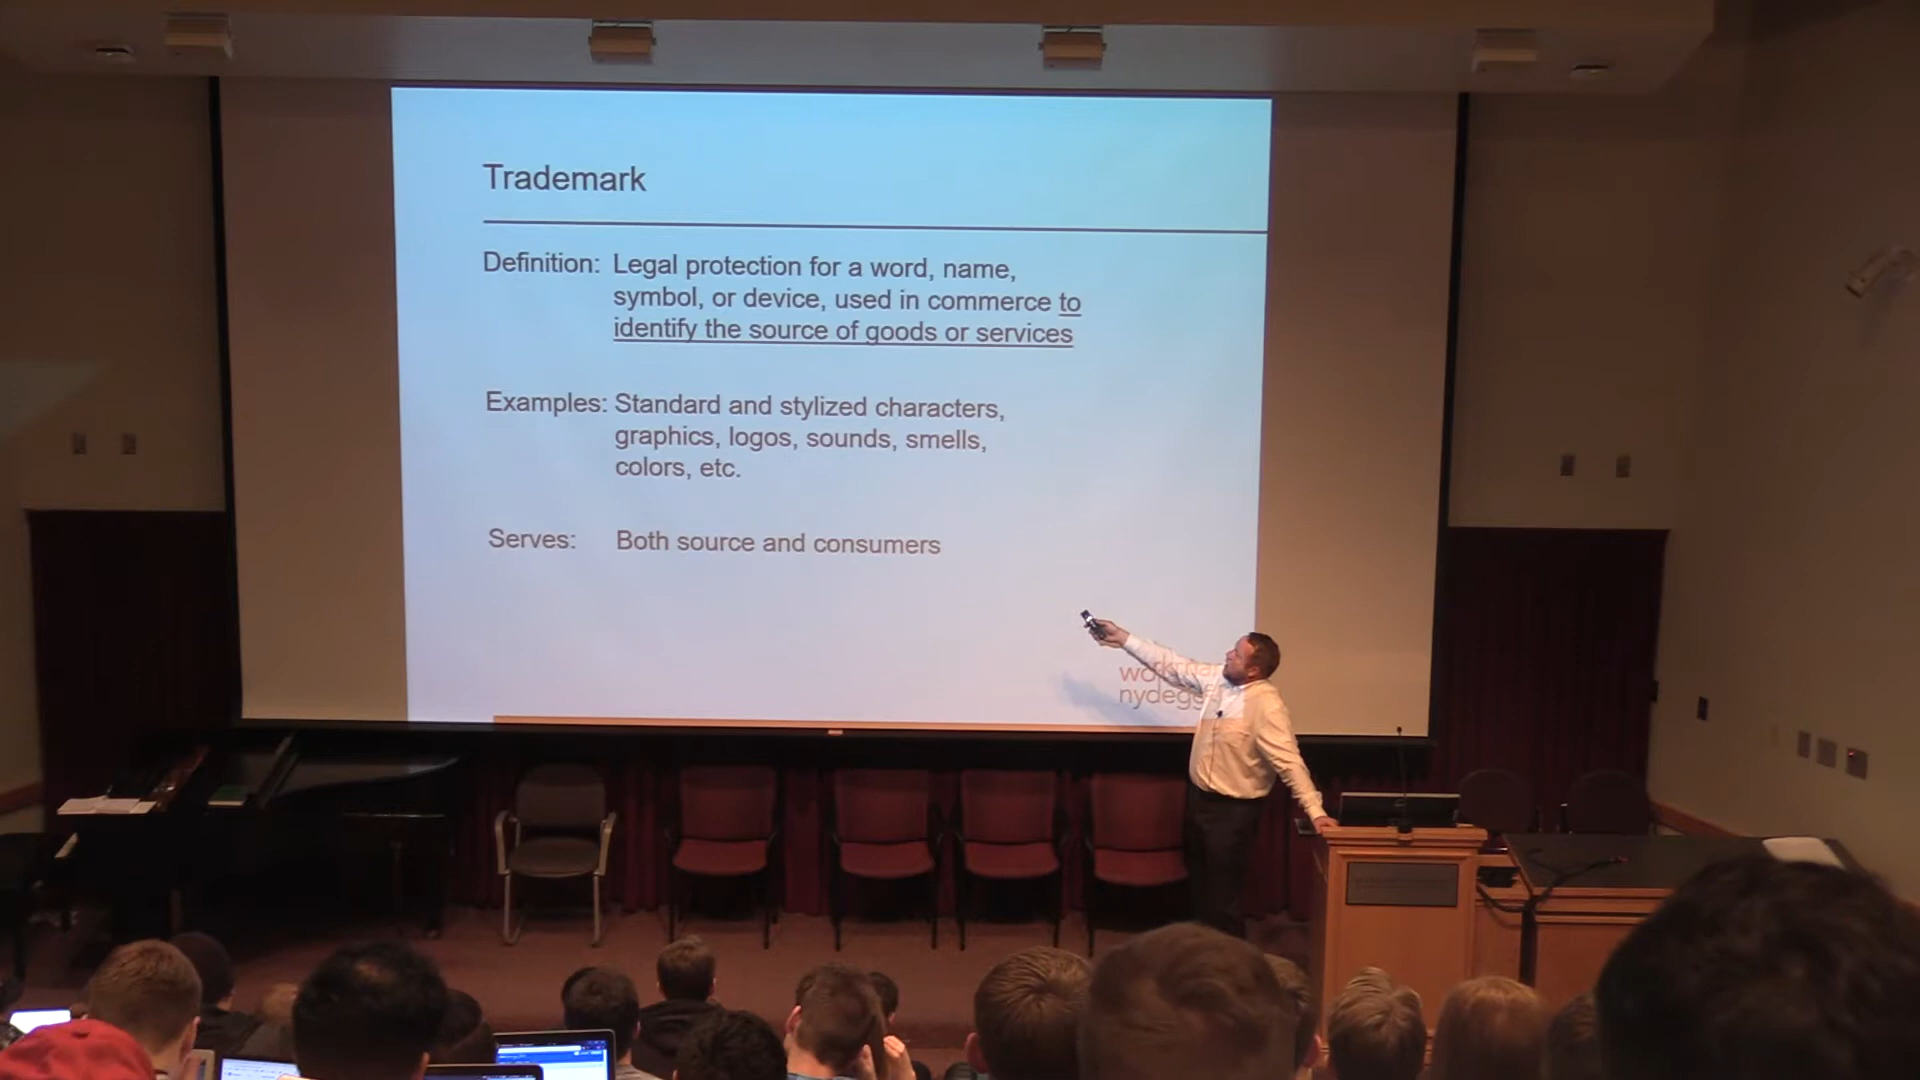 Trademark
Definition: Legal protection for a word, name,
symbol, or device, used in commerce to
identify the source of goods or services
Examples: Standard and stylized characters,
graphics, logos, sounds, smells,
colors, etc.
Serves: Both source and consumers